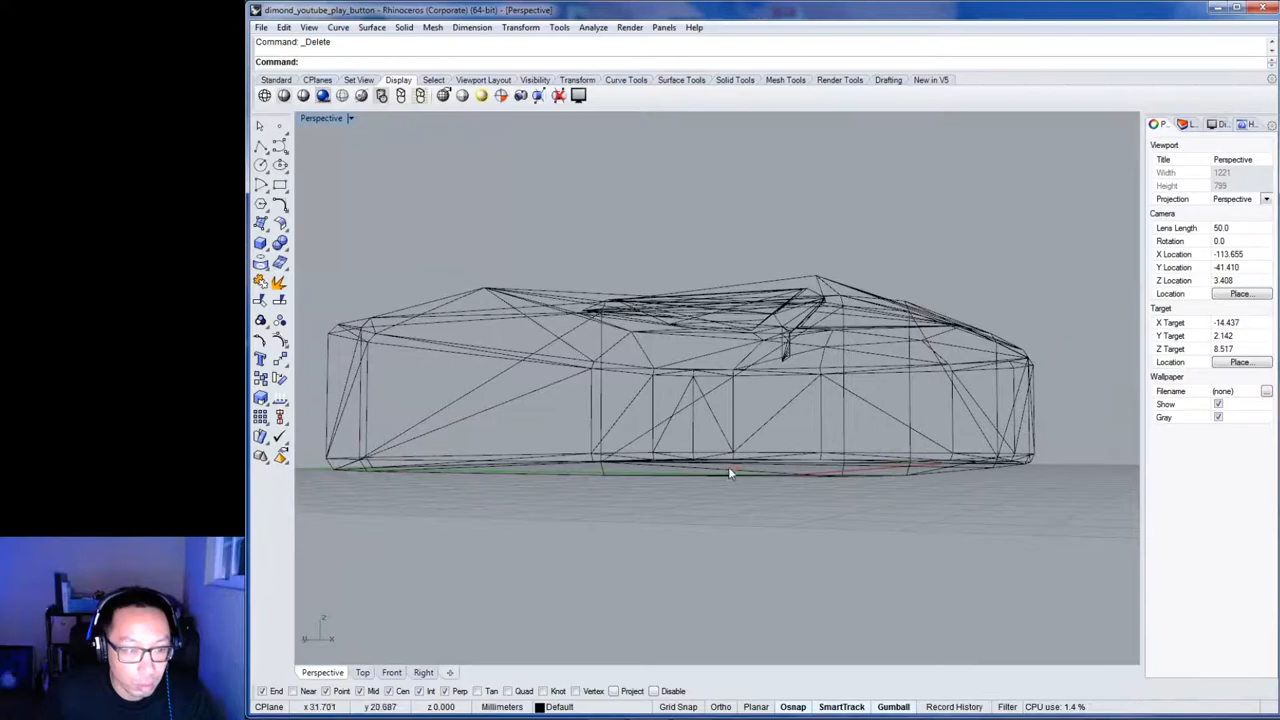 dimond_youtube_play_button - Rhinoceros (Corporate) (64-bit) - [Perspective]
File Edit View Curve Surface Solid Mesh Dimension Transform Tools Analyze Render Panels Help
Command: _Delete
Command:
Standard CPlanes Set View Display Select Viewport Layout Visibility Transform Curve Tools Surface Tools Solid Tools Mesh Tools Render Tools Drafting New in V5
Perspective
P... L... Di... H...
Viewport
Title Perspective
Width 1221
Height 799
Projection Perspective
Camera
Lens Length 50.0
Rotation 0.0
X Location -113.655
Y Location -41.410
Z Location 3.408
Location Place...
Target
X Target -14.437
Y Target 2.142
Z Target 8.517
Location Place...
Wallpaper
Filename (none) ...
Show
Gray
z
y x
Perspective Top Front Right
End Near Point Mid Cen Int Perp Tan Quad Knot Vertex Project Disable
CPlane x 31.701 y 20.687 z 0.000 Millimeters Default Grid Snap Ortho Planar Osnap SmartTrack Gumball Record History Filter CPU use: 1.4 %